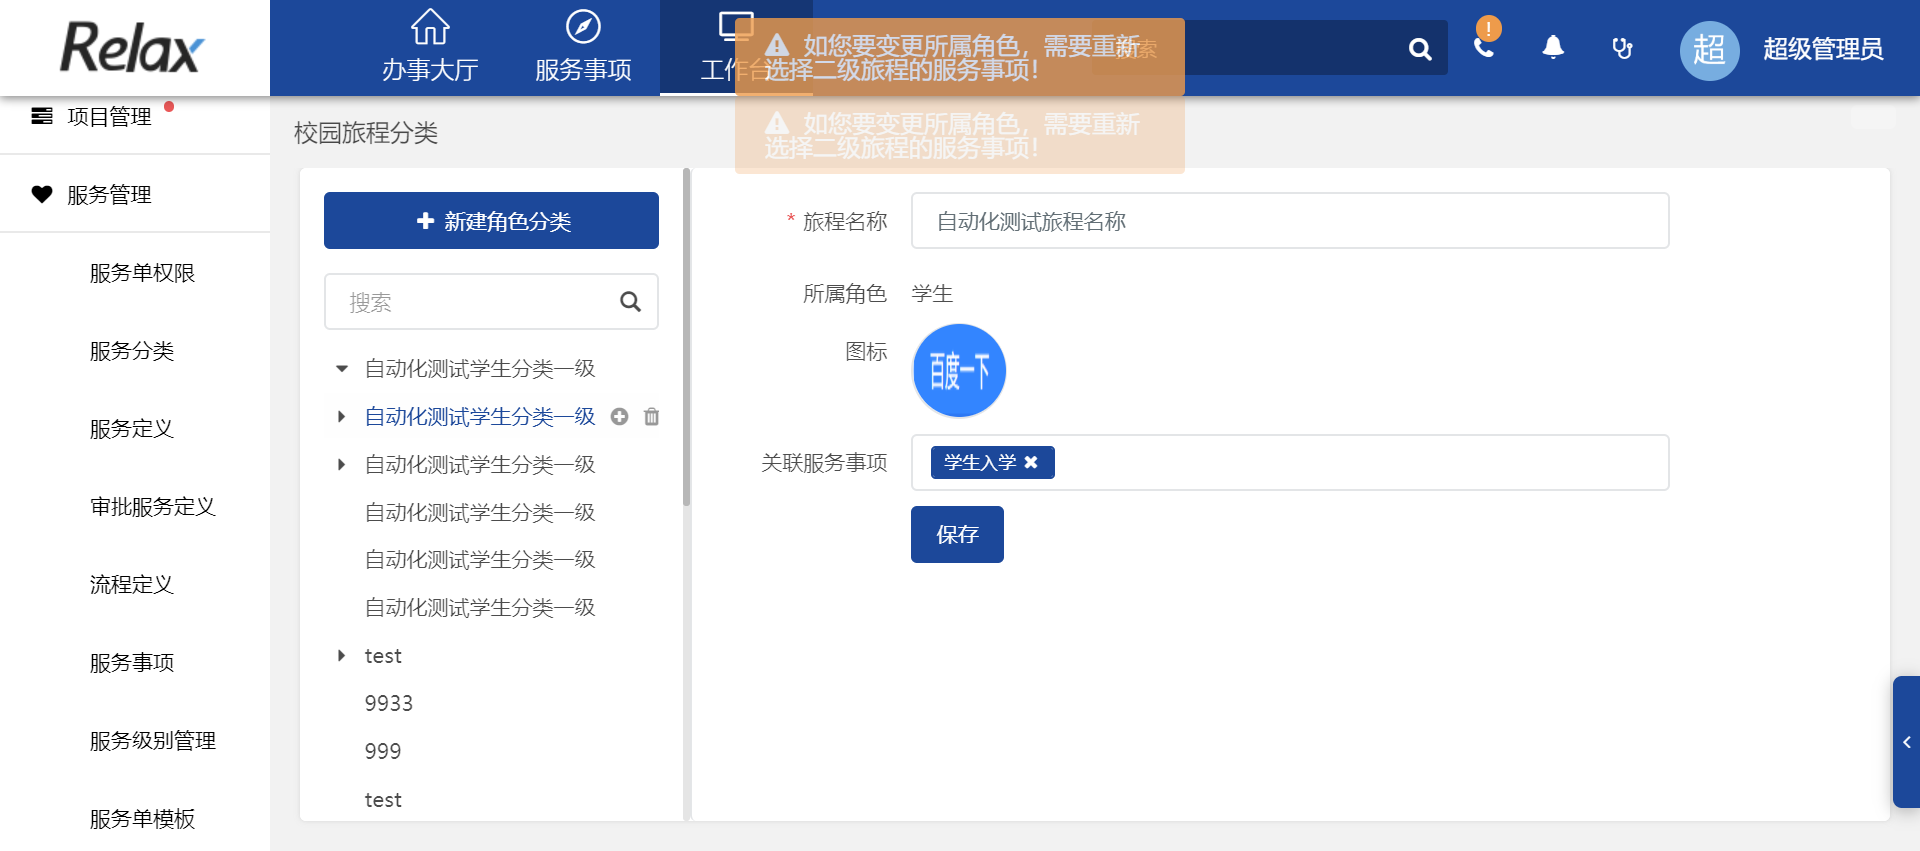 Relax
办事大厅
服务事项
工作台
如您要变更所属角色，需要重新
选择二级旅程的服务事项！
搜索
!
超
超级管理员
如您要变更所属角色，需要重新
选择二级旅程的服务事项！
项目管理
服务管理
服务单权限
服务分类
服务定义
审批服务定义
流程定义
服务事项
服务级别管理
服务单模板
校园旅程分类
新建角色分类
搜索
自动化测试学生分类一级
自动化测试学生分类一级
自动化测试学生分类一级
自动化测试学生分类一级
自动化测试学生分类一级
自动化测试学生分类一级
test
9933
999
test
* 旅程名称
自动化测试旅程名称
所属角色 学生
图标
百度一下
关联服务事项
学生入学
保存